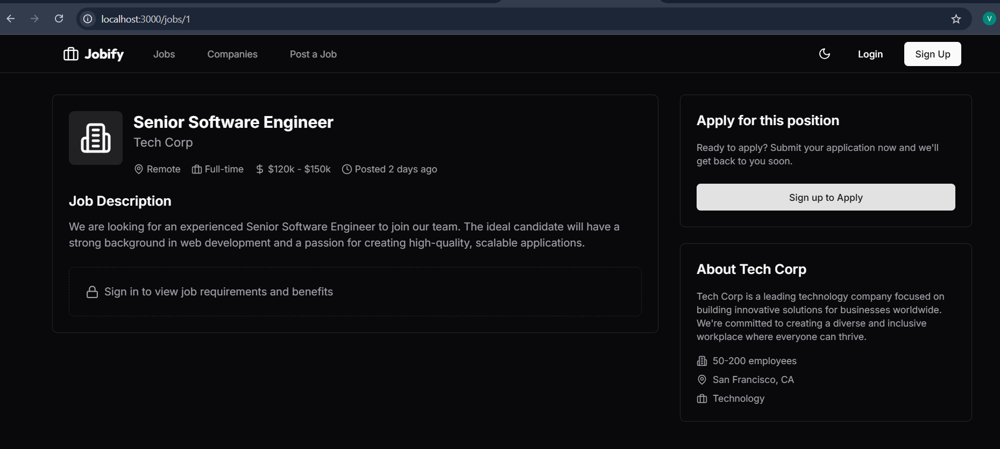 localhost:3000/jobs/1
V
Jobify
Jobs
Companies
Post a Job
Login
Sign Up
Senior Software Engineer
Tech Corp
Remote
Full-time
$ $120k - $150k
Posted 2 days ago
Job Description
We are looking for an experienced Senior Software Engineer to join our team. The ideal candidate will have a
strong background in web development and a passion for creating high-quality, scalable applications.
Sign in to view job requirements and benefits
Apply for this position
Ready to apply? Submit your application now and we'll
get back to you soon.
Sign up to Apply
About Tech Corp
Tech Corp is a leading technology company focused on
building innovative solutions for businesses worldwide.
We're committed to creating a diverse and inclusive
workplace where everyone can thrive.
50-200 employees
San Francisco, CA
Technology